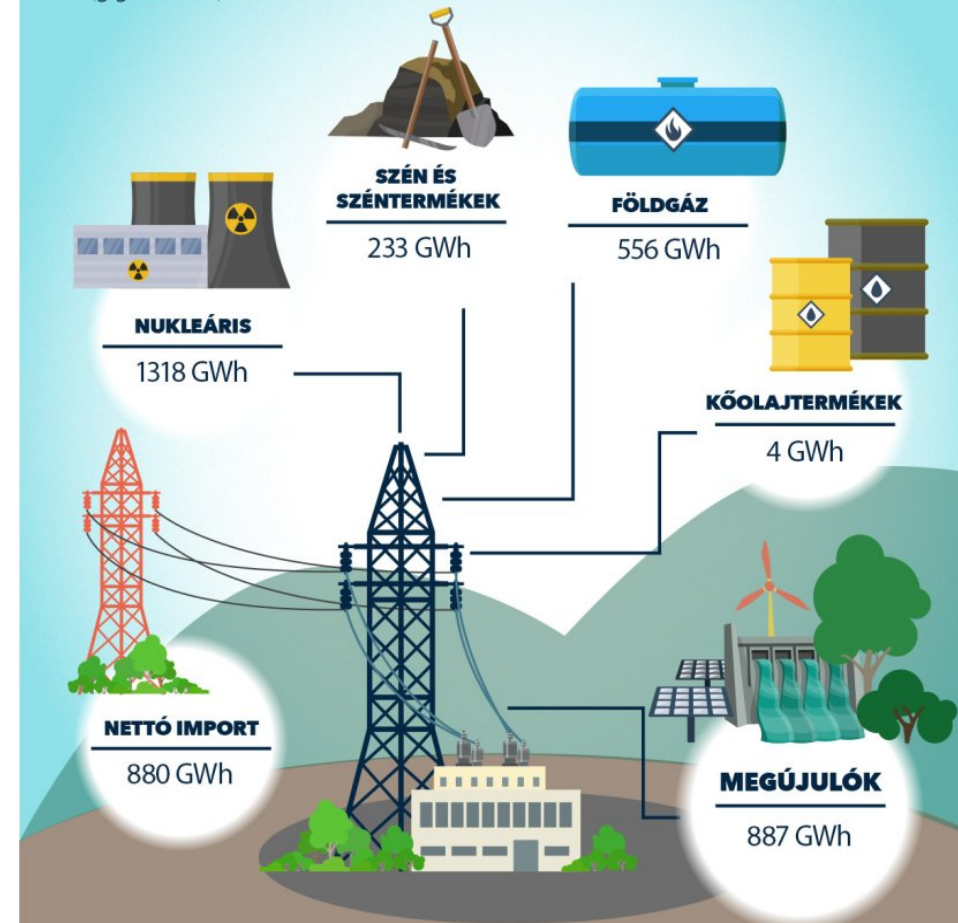 SZÉN ÉS
SZÉNTERMÉKEK
233 GWh
FÖLDGÁZ
556 GWh
NUKLEÁRIS
1318 GWh
KŐOLAJTERMÉKEK
4 GWh
NETTÓ IMPORT
880 GWh
MEGÚJULÓK
887 GWh